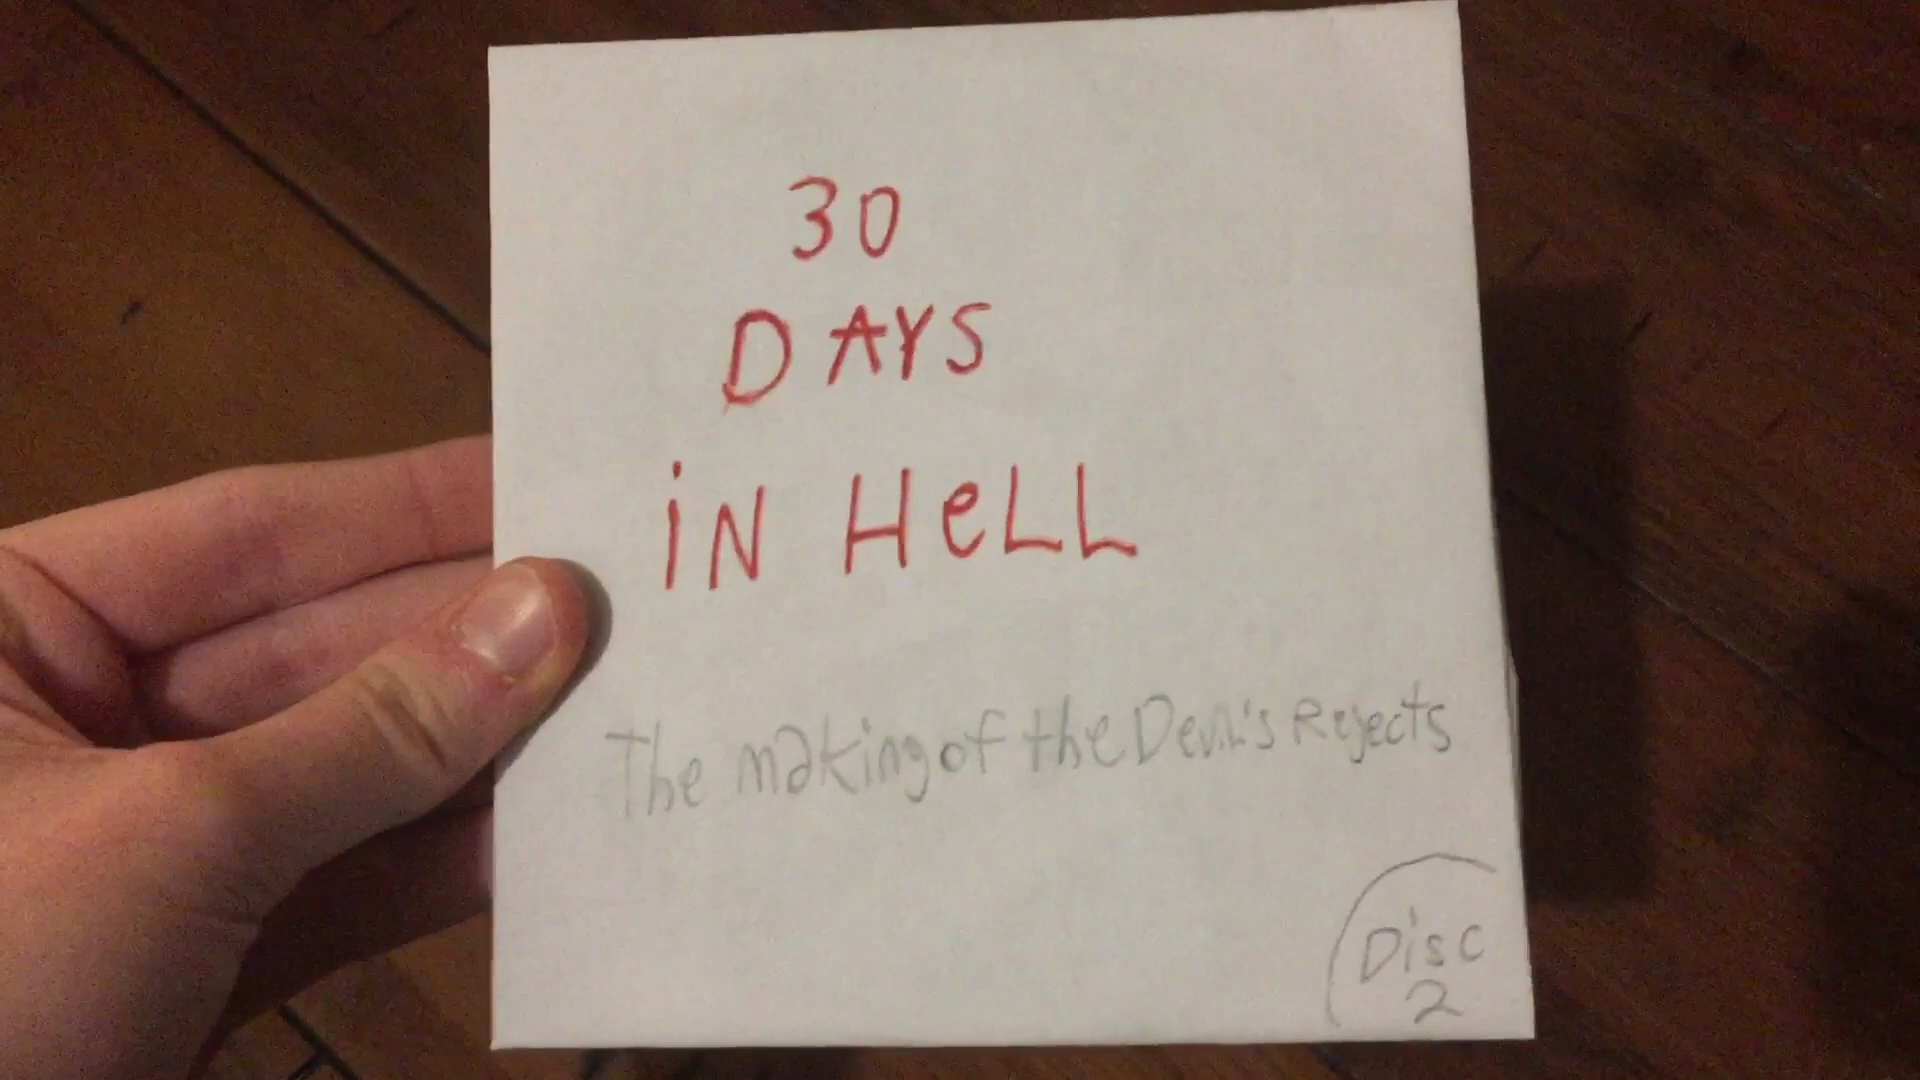 30
DAYS
iN HeLL
The making of the Devil's Rejects
Disc
2